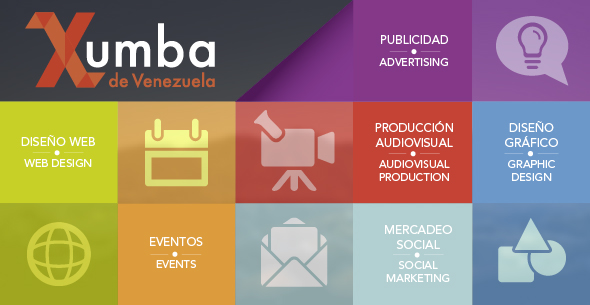 Xumba
de Venezuela
PUBLICIDAD
ADVERTISING
DISEÑO WEB
WEB DESIGN
PRODUCCIÓN
AUDIOVISUAL
AUDIOVISUAL
PRODUCTION
DISEÑO
GRÁFICO
GRAPHIC
DESIGN
EVENTOS
EVENTS
MERCADEO
SOCIAL
SOCIAL
MARKETING